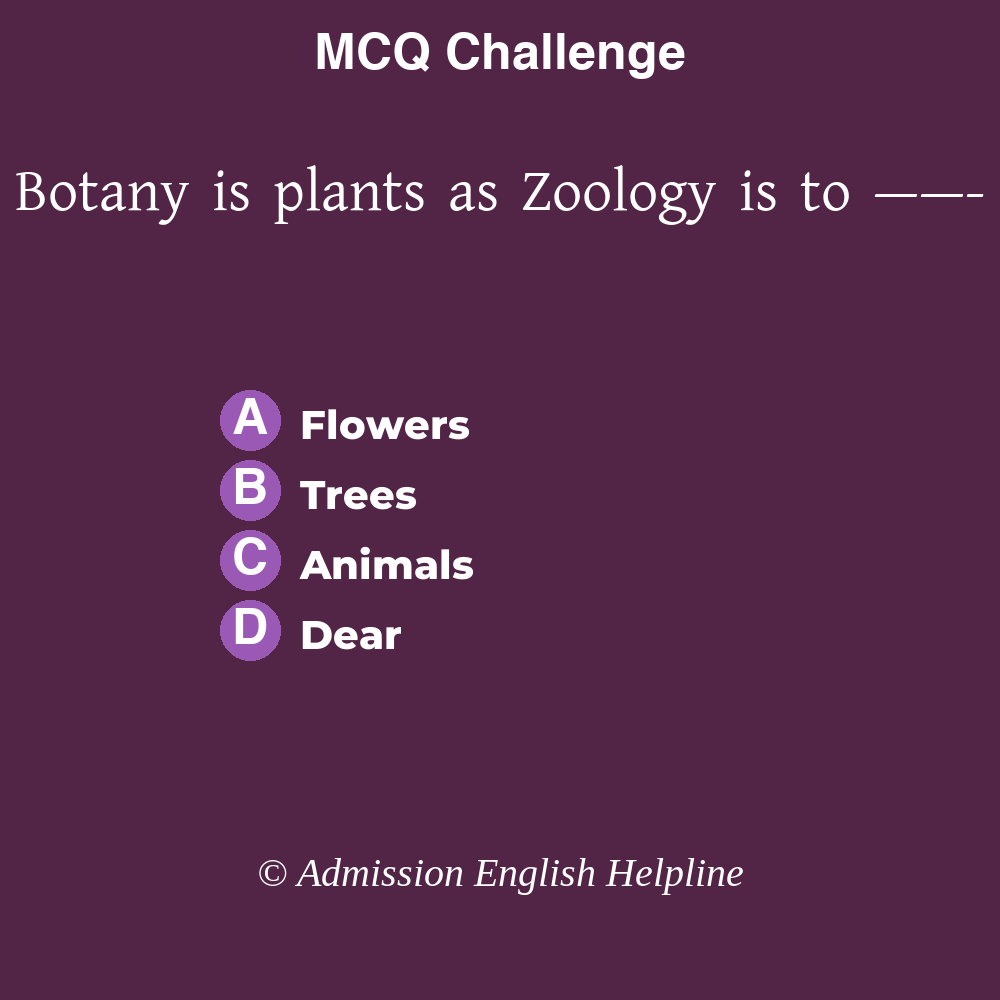 MCQ Challenge
Botany is plants as Zoology is to ——-
A Flowers
B Trees
C Animals
D Dear
© Admission English Helpline